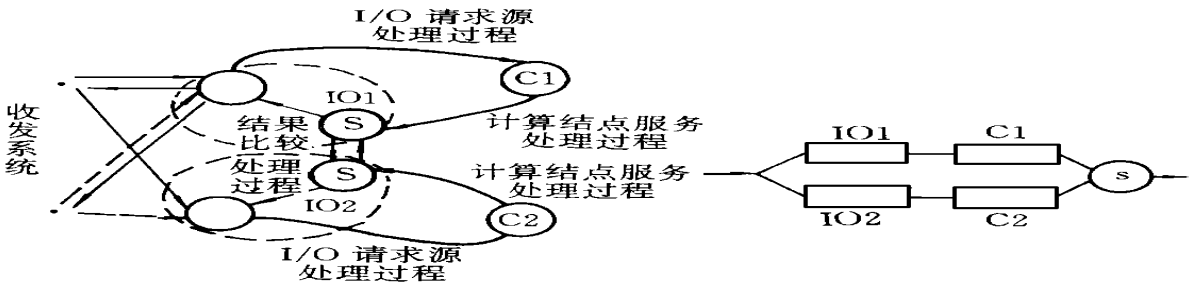 I/O 请求源
处理过程
C1
IO1
收发系统
结果
比较
S
计算结点服务
处理过程
处理
过程
S
计算结点服务
处理过程
IO2
C2
I/O 请求源
处理过程
IO1
C1
s
IO2
C2